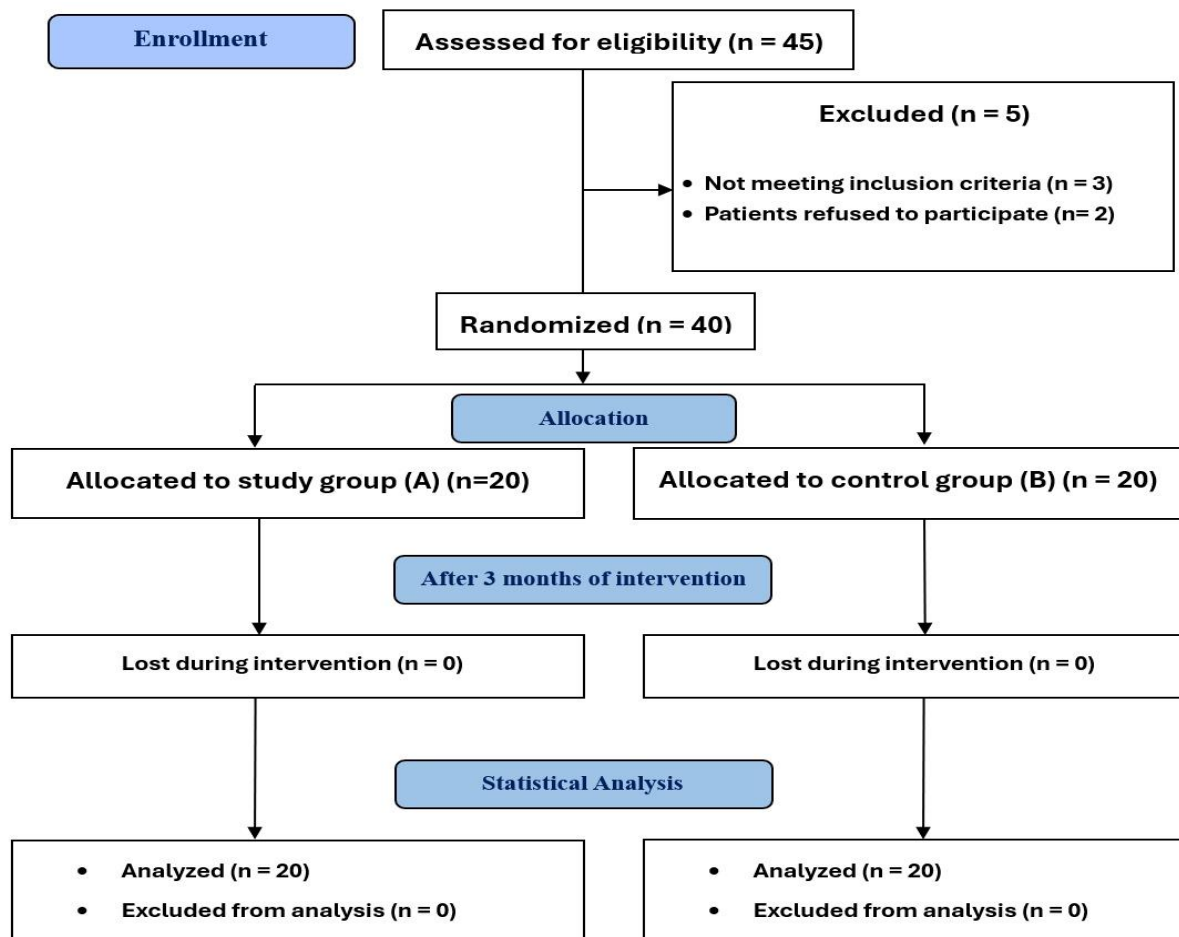 Enrollment
Assessed for eligibility (n = 45)
Excluded (n = 5)
• Not meeting inclusion criteria (n = 3)
• Patients refused to participate (n= 2)
Randomized (n = 40)
Allocation
Allocated to study group (A) (n=20)
Allocated to control group (B) (n = 20)
After 3 months of intervention
Lost during intervention (n = 0)
Lost during intervention (n = 0)
Statistical Analysis
• Analyzed (n = 20)
• Excluded from analysis (n = 0)
• Analyzed (n = 20)
• Excluded from analysis (n = 0)